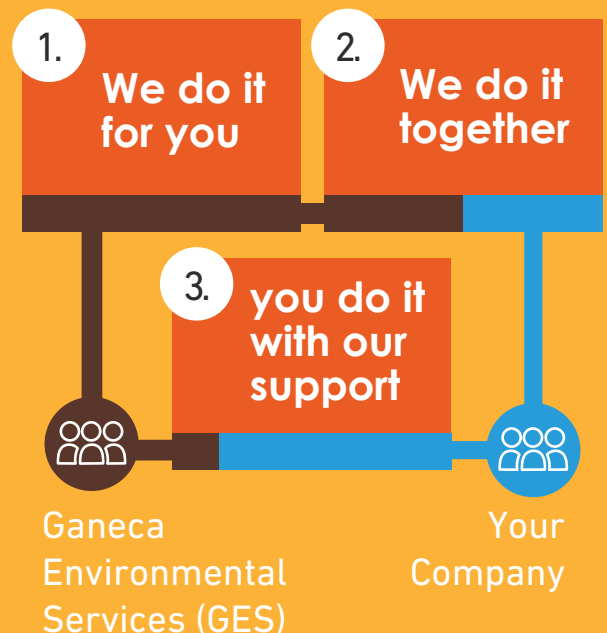 1.
We do it
for you
2.
We do it
together
3.
you do it
with our
support
Ganeca
Environmental
Services (GES)
Your
Company